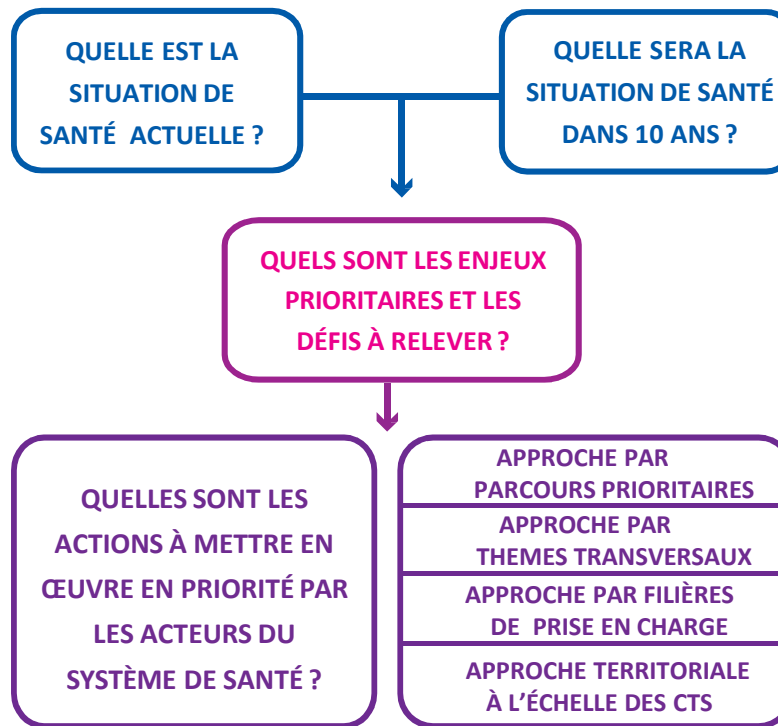 QUELLE EST LA
SITUATION DE
SANTÉ ACTUELLE ?
QUELLE SERA LA
SITUATION DE SANTÉ
DANS 10 ANS ?
QUELS SONT LES ENJEUX
PRIORITAIRES ET LES
DÉFIS À RELEVER ?
QUELLES SONT LES
ACTIONS À METTRE EN
ŒUVRE EN PRIORITÉ PAR
LES ACTEURS DU
SYSTÈME DE SANTÉ ?
APPROCHE PAR
PARCOURS PRIORITAIRES
APPROCHE PAR
THEMES TRANSVERSAUX
APPROCHE PAR FILIÈRES
DE PRISE EN CHARGE
APPROCHE TERRITORIALE
À L’ÉCHELLE DES CTS